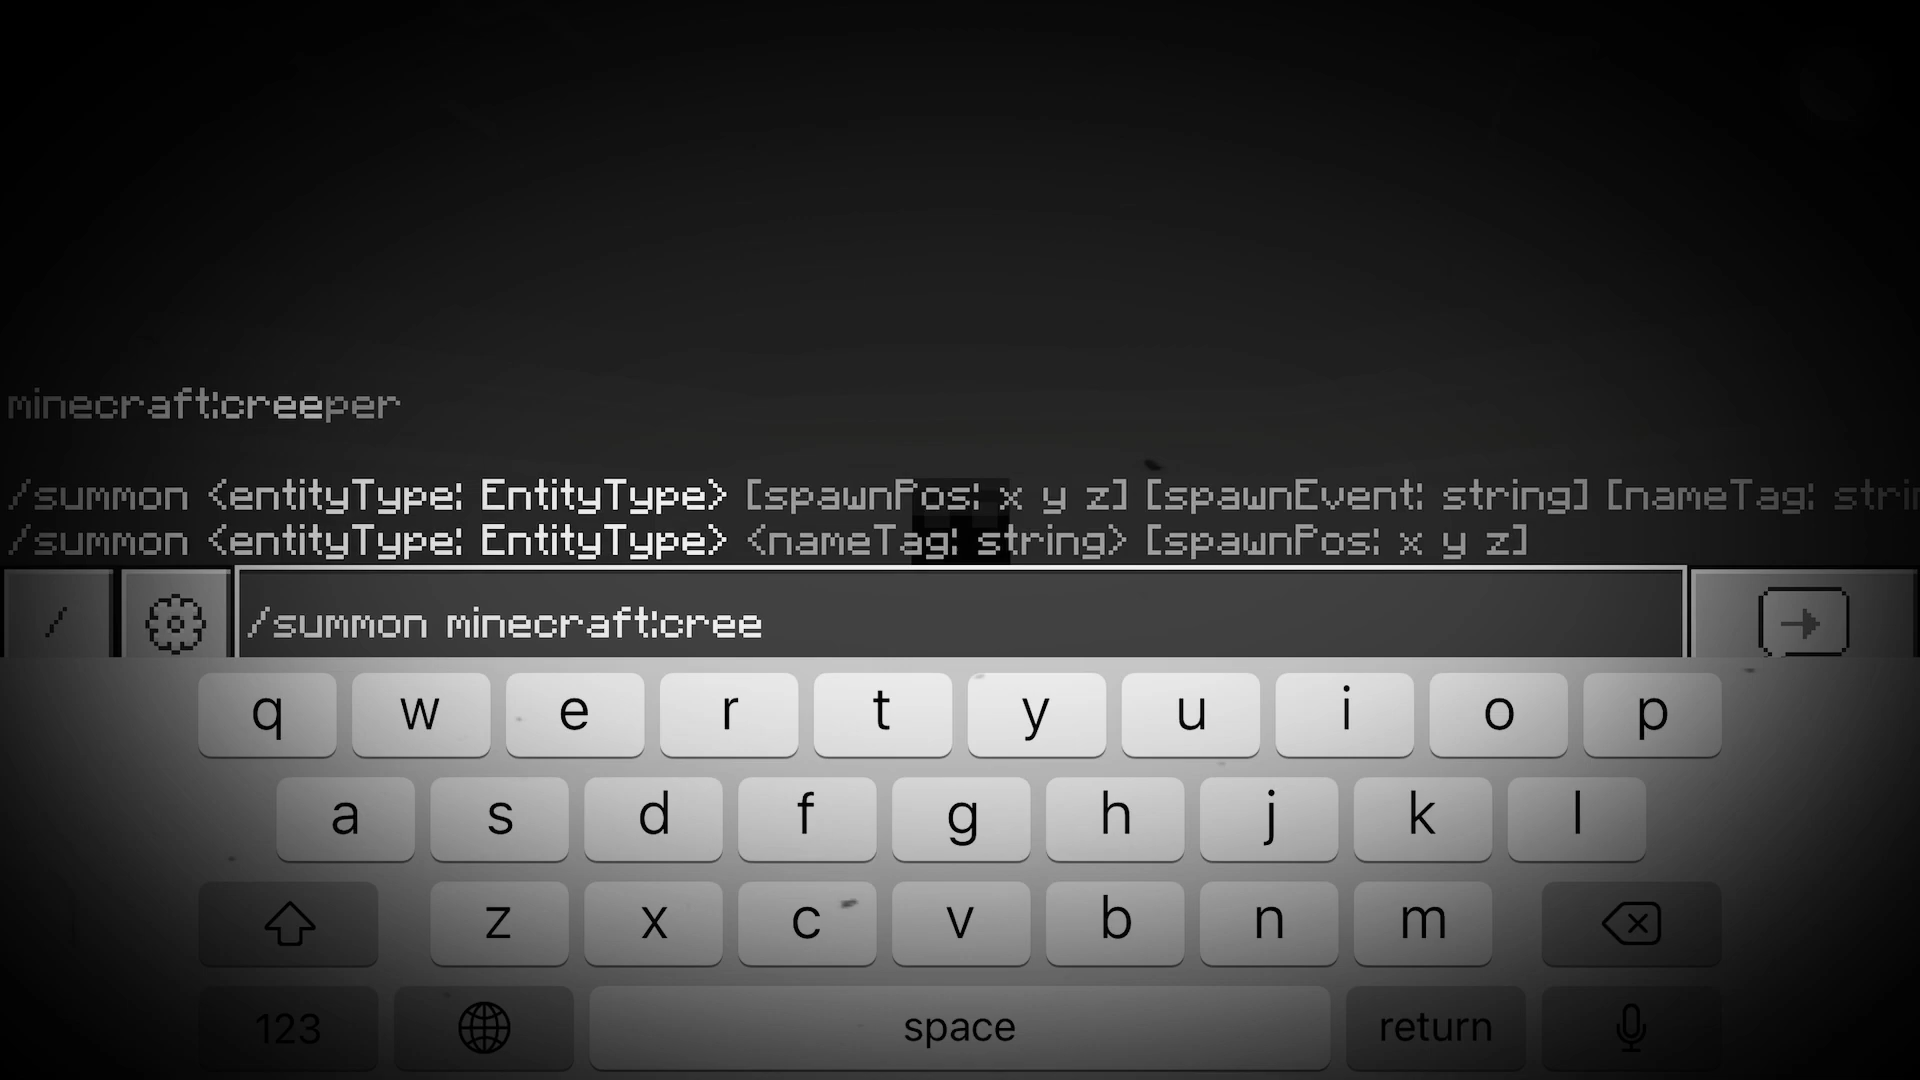 minecraft:creeper
/summon <entityType: EntityType> [spawnPos: x y z] [spawnEvent: string] [nameTag: strin
/summon <entityType: EntityType> <nameTag: string> [spawnPos: x y z]
/
/summon minecraft:cree
q w e r t y u i o p
a s d f g h j k l
z x c v b n m
123 space return